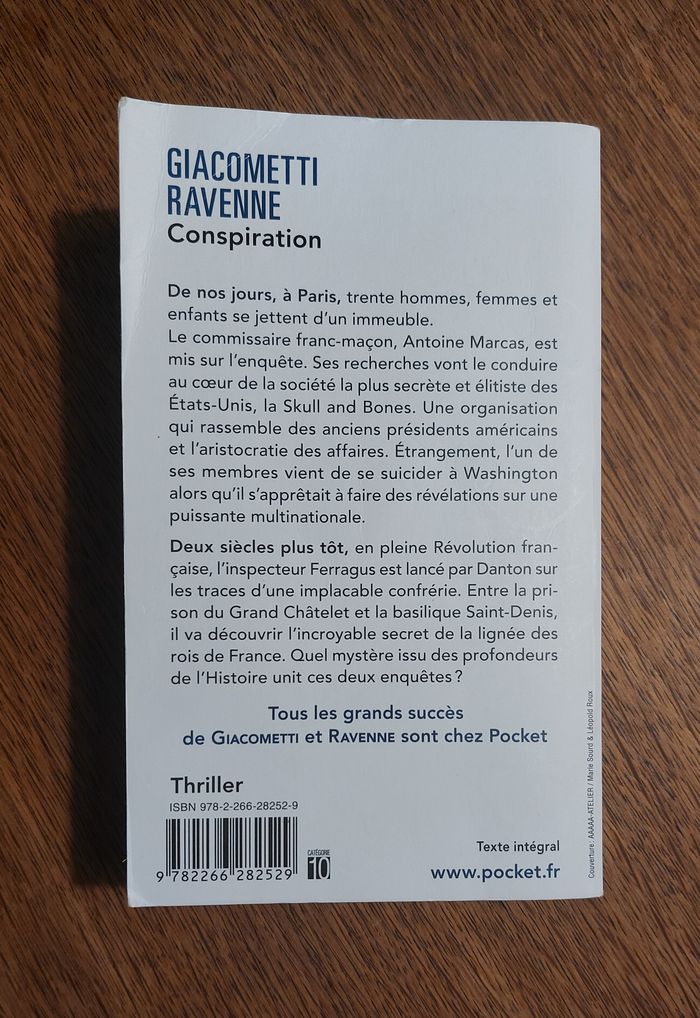 GIACOMETTI
RAVENNE
Conspiration
De nos jours, à Paris, trente hommes, femmes et
enfants se jettent d'un immeuble.
Le commissaire franc-maçon, Antoine Marcas, est
mis sur l'enquête. Ses recherches vont le conduire
au cœur de la société la plus secrète et élitiste des
États-Unis, la Skull and Bones. Une organisation
qui rassemble des anciens présidents américains
et l'aristocratie des affaires. Étrangement, l'un de
ses membres vient de se suicider à Washington
alors qu'il s'apprêtait à faire des révélations sur une
puissante multinationale.
Deux siècles plus tôt, en pleine Révolution fran-
çaise, l'inspecteur Ferragus est lancé par Danton sur
les traces d'une implacable confrérie. Entre la pri-
son du Grand Châtelet et la basilique Saint-Denis,
il va découvrir l'incroyable secret de la lignée des
rois de France. Quel mystère issu des profondeurs
de l'Histoire unit ces deux enquêtes ?
Tous les grands succès
de GIACOMETTI et RAVENNE sont chez Pocket
Thriller
ISBN 978-2-266-28252-9
9 782266 282529
CATÉGORIE
10
Texte intégral
www.pocket.fr
Couverture : AAAAA-ATELIER / Marie Sourd & Léopold Roux